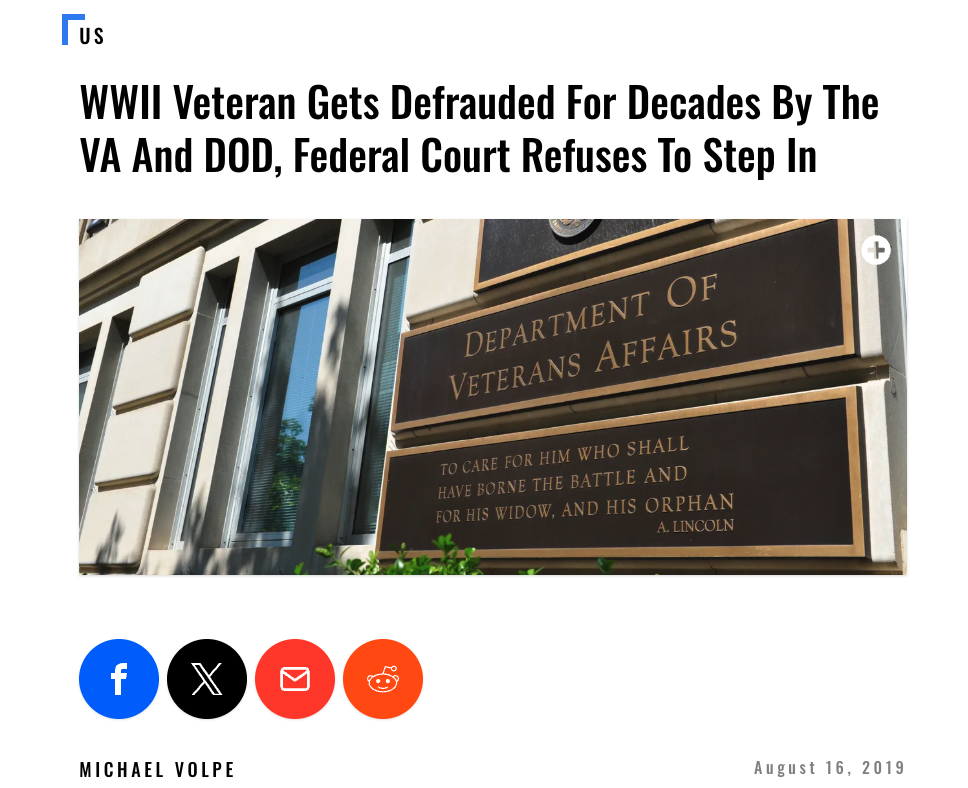 US
WWII Veteran Gets Defrauded For Decades By The
VA And DOD, Federal Court Refuses To Step In
DEPARTMENT OF
VETERANS AFFAIRS
TO CARE FOR HIM WHO SHALL
HAVE BORNE THE BATTLE AND
FOR HIS WIDOW, AND HIS ORPHAN
A. LINCOLN
MICHAEL VOLPE
August 16, 2019